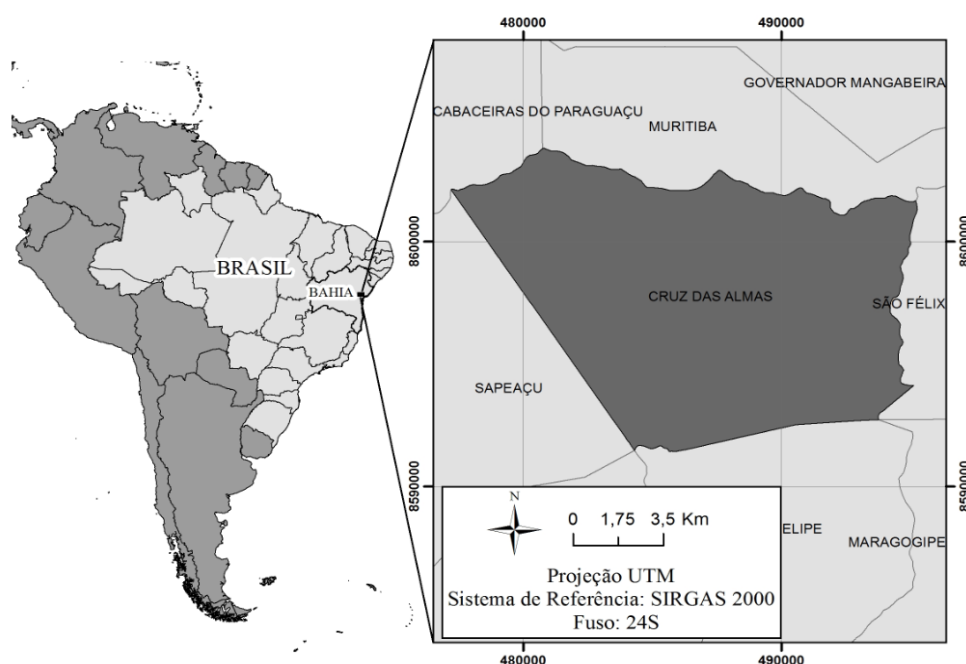 480000
490000
GOVERNADOR MANGABEIRA
CABACEIRAS DO PARAGUAÇU
MURITIBA
8600000
8600000
BRASIL
BAHIA
CRUZ DAS ALMAS
SÃO FÉLIX
SAPEAÇU
8590000
8590000
N
0 1,75 3,5 Km
ELIPE
MARAGOGIPE
Projeção UTM
Sistema de Referência: SIRGAS 2000
Fuso: 24S
480000
490000